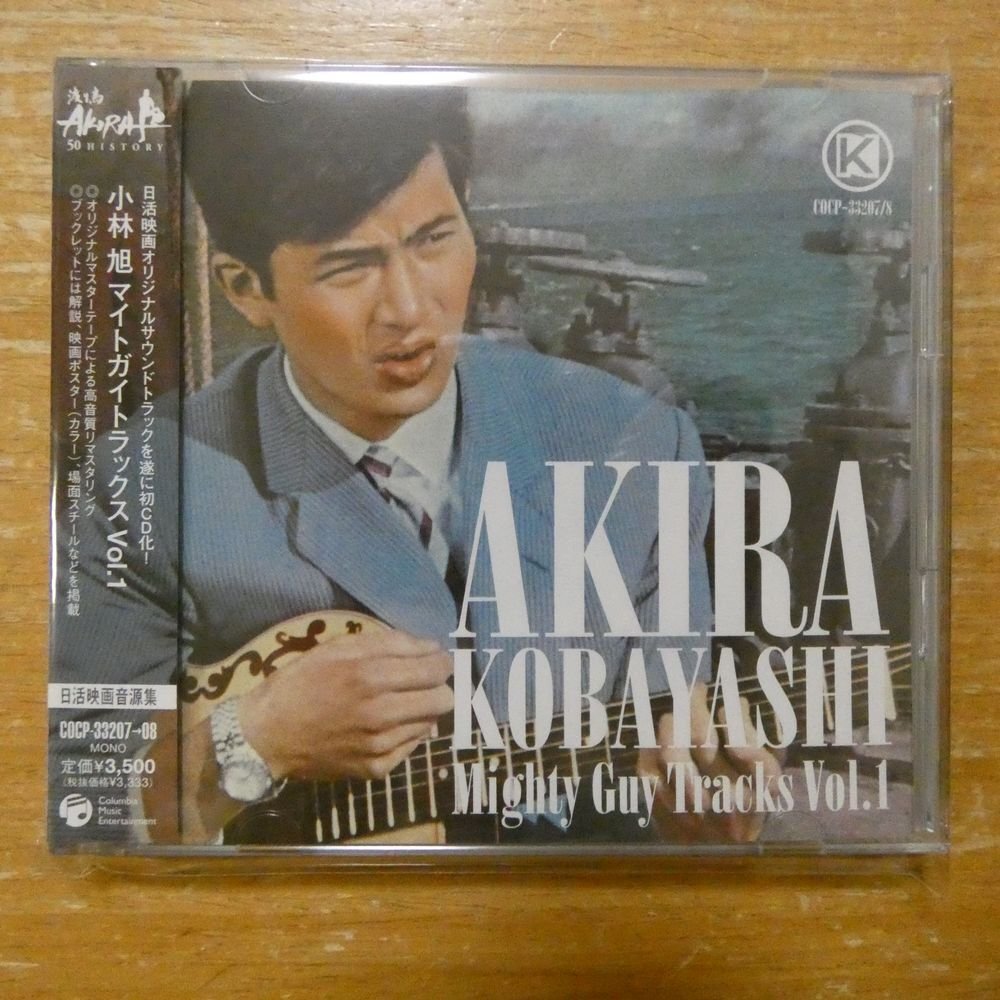 渡り鳥
AKIRA
50 HISTORY
日活映画オリジナルサウンドトラックを遂に初CD化!
小林 旭 マイトガイトラックス Vol.1
◉オリジナルマスターテープによる高音質リマスタリング
◉ブックレットには解説、映画ポスター(カラー)、場面スチールなどを掲載
日活映画音源集
COCP-33207→08
MONO
定価¥3,500
(税抜価格¥3,333)
Columbia
Music
Entertainment
K
COCP-33207/8
AKIRA
KOBAYASHI
Mighty Guy Tracks Vol.1